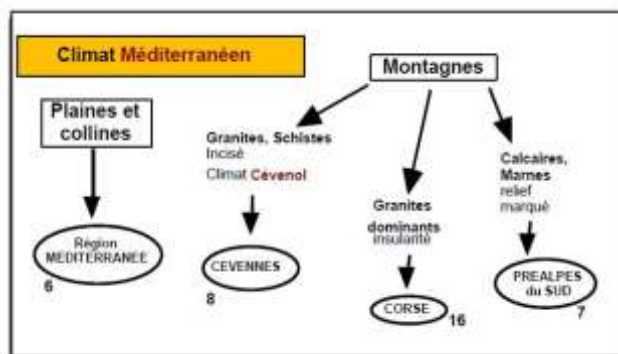 Climat Méditerranéen
Montagnes
Plaines et
collines
Granites, Schistes
Incisé
Climat Cévenol
Calcaires,
Marnes
relief
marqué
Granites
dominants
insularité
Région
MEDITERRANEE
6
CEVENNES
8
CORSE
16
PREALPES
du SUD
7